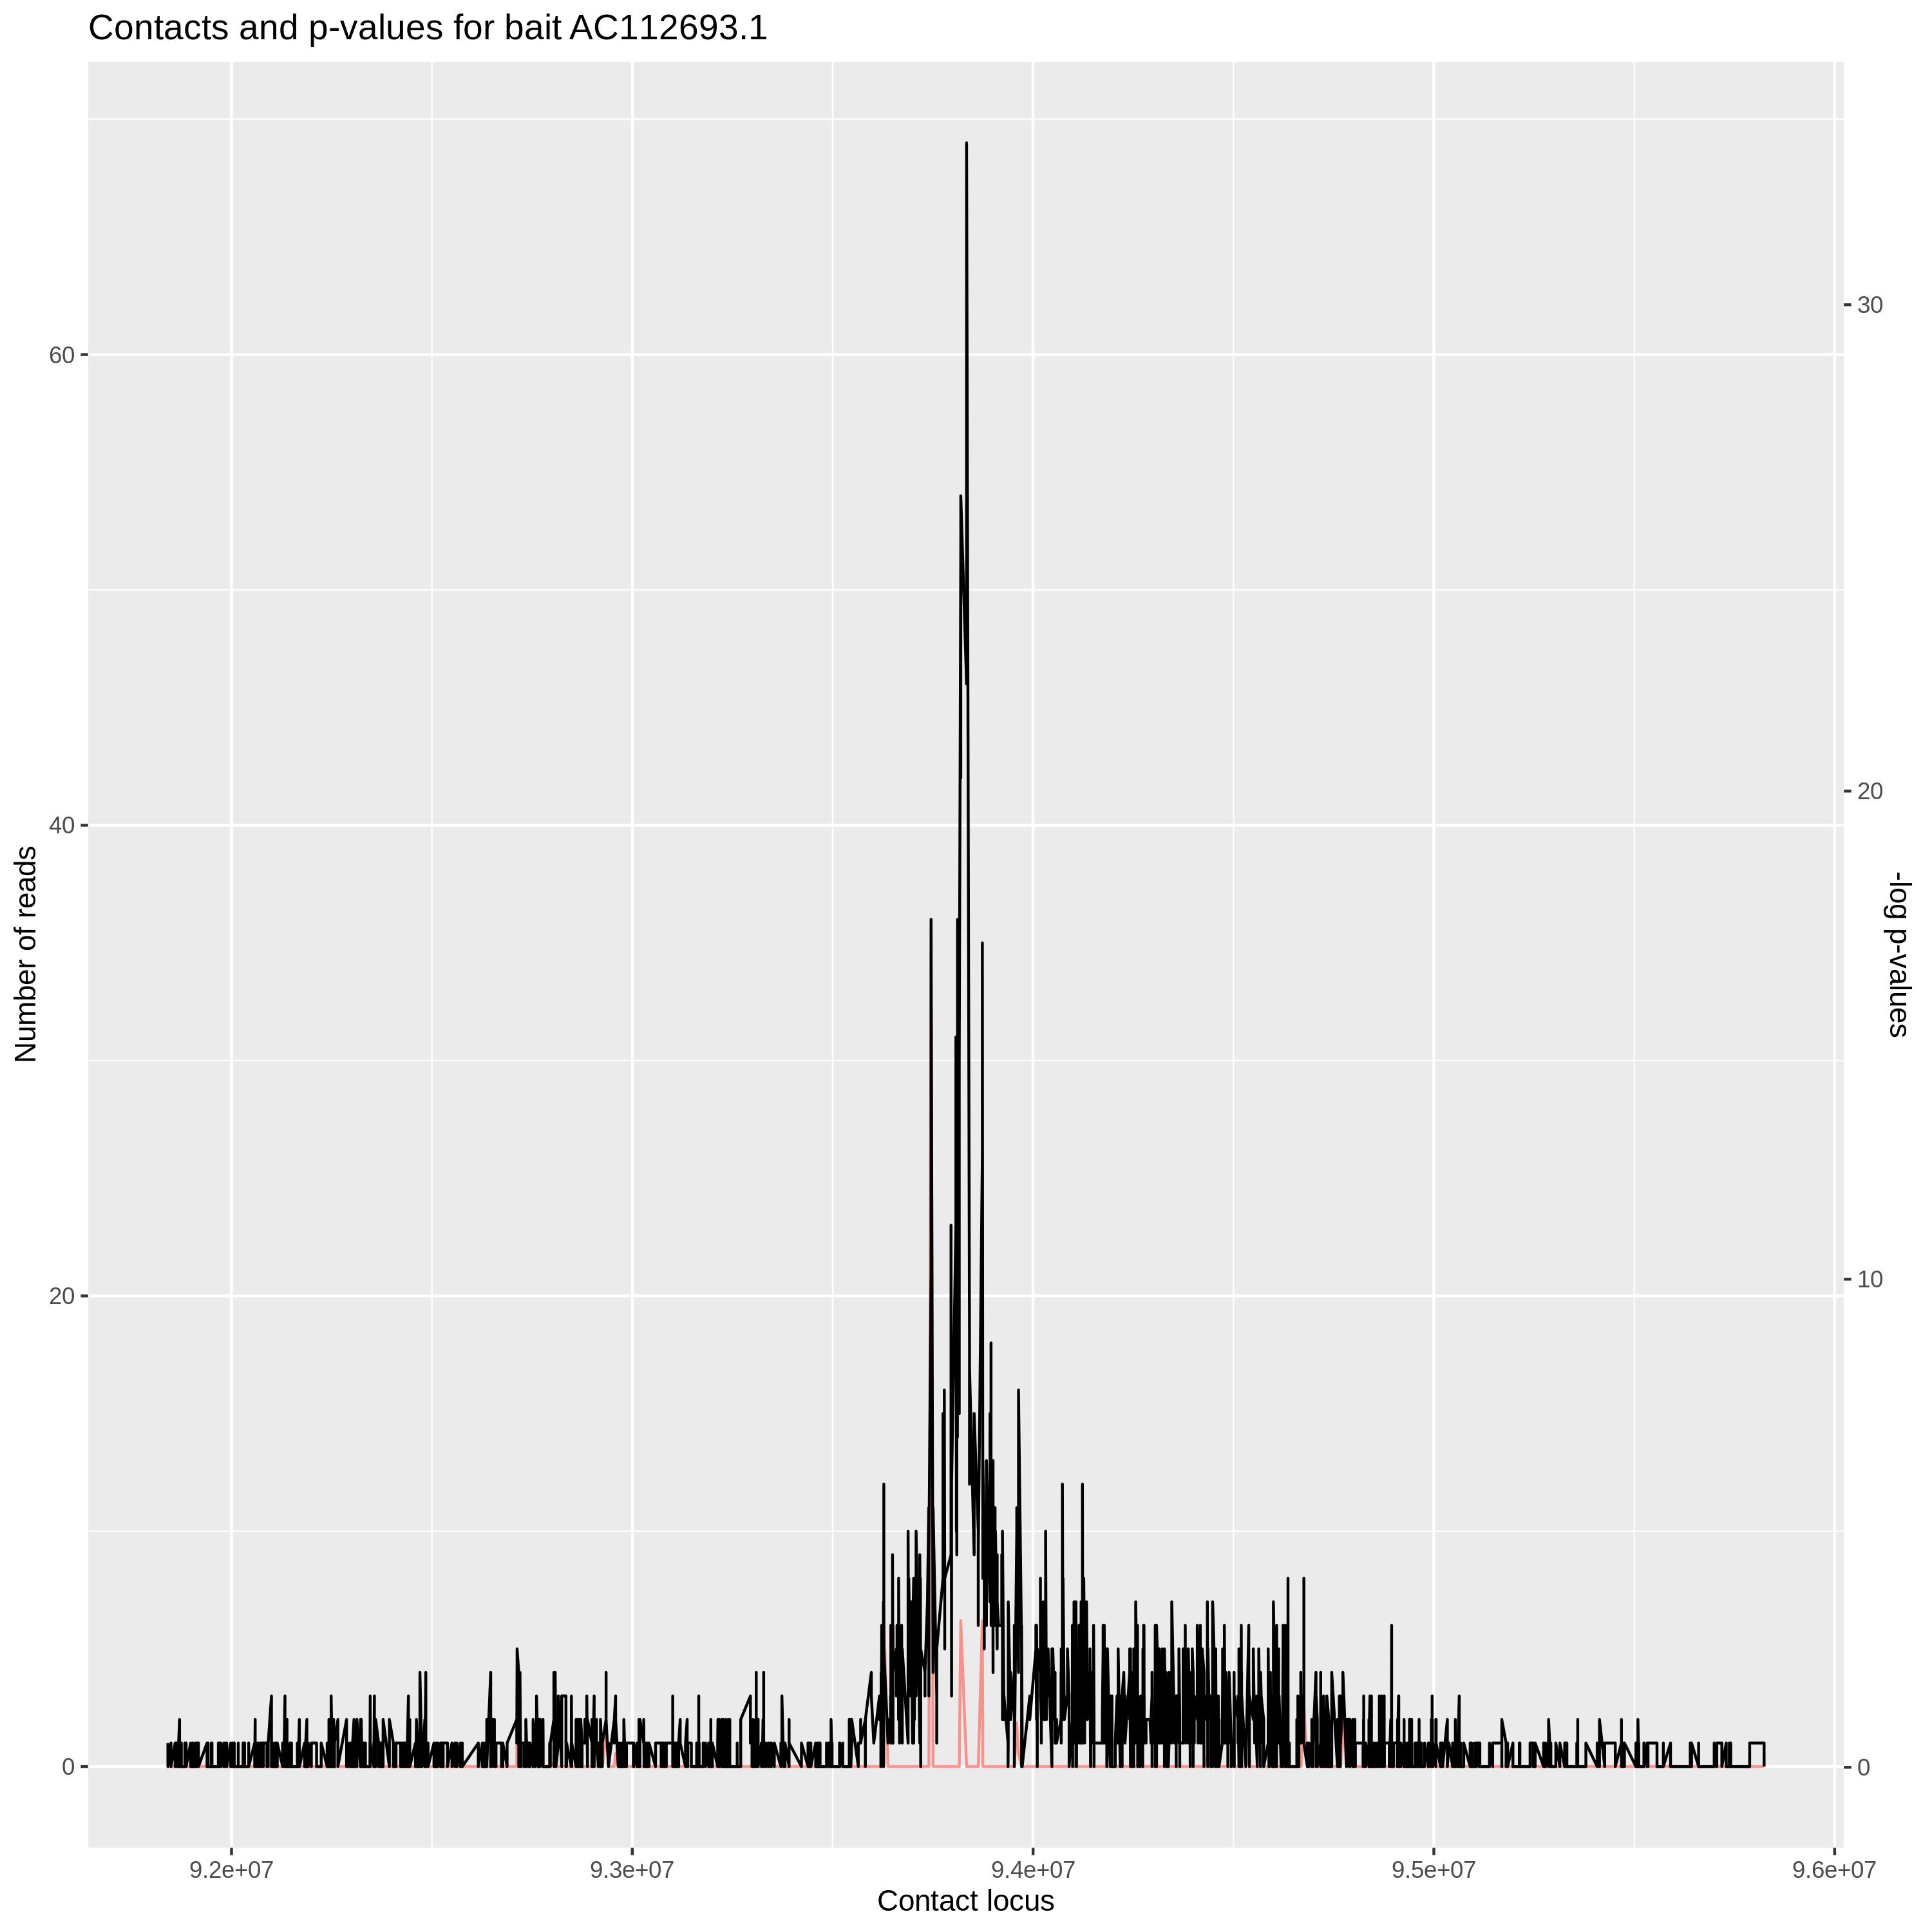 Contacts and p-values for bait AC112693.1
Number of reads
60
40
20
0
30
20
10
0
-log p-values
9.2e+07
9.3e+07
9.4e+07
9.5e+07
9.6e+07
Contact locus